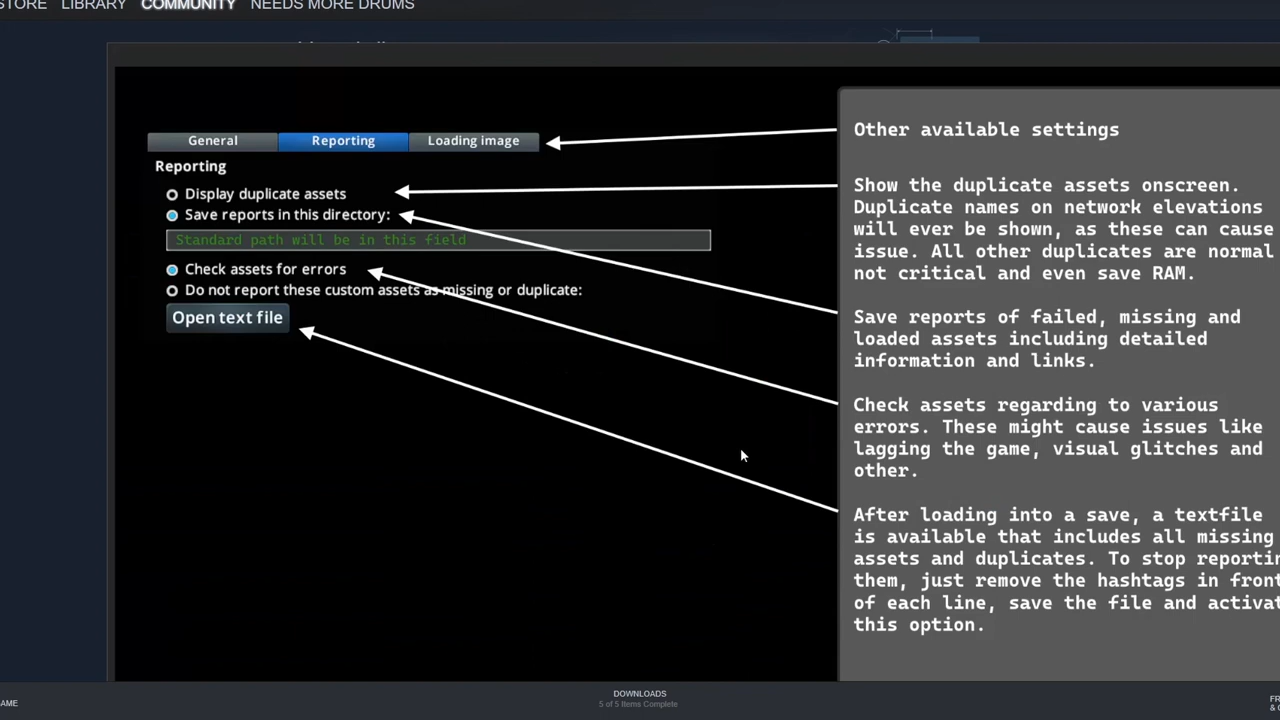 STORE LIBRARY COMMUNITY NEEDS MORE DRUMS
General Reporting Loading image
Reporting
Display duplicate assets
Save reports in this directory:
Standard path will be in this field
Check assets for errors
Do not report these custom assets as missing or duplicate:
Open text file
Other available settings
Show the duplicate assets onscreen.
Duplicate names on network elevations
will ever be shown, as these can cause
issue. All other duplicates are normal
not critical and even save RAM.
Save reports of failed, missing and
loaded assets including detailed
information and links.
Check assets regarding to various
errors. These might cause issues like
lagging the game, visual glitches and
other.
After loading into a save, a textfile
is available that includes all missing
assets and duplicates. To stop reportin
them, just remove the hashtags in front
of each line, save the file and activat
this option.
AME
DOWNLOADS
5 of 5 Items Complete
FR
& C